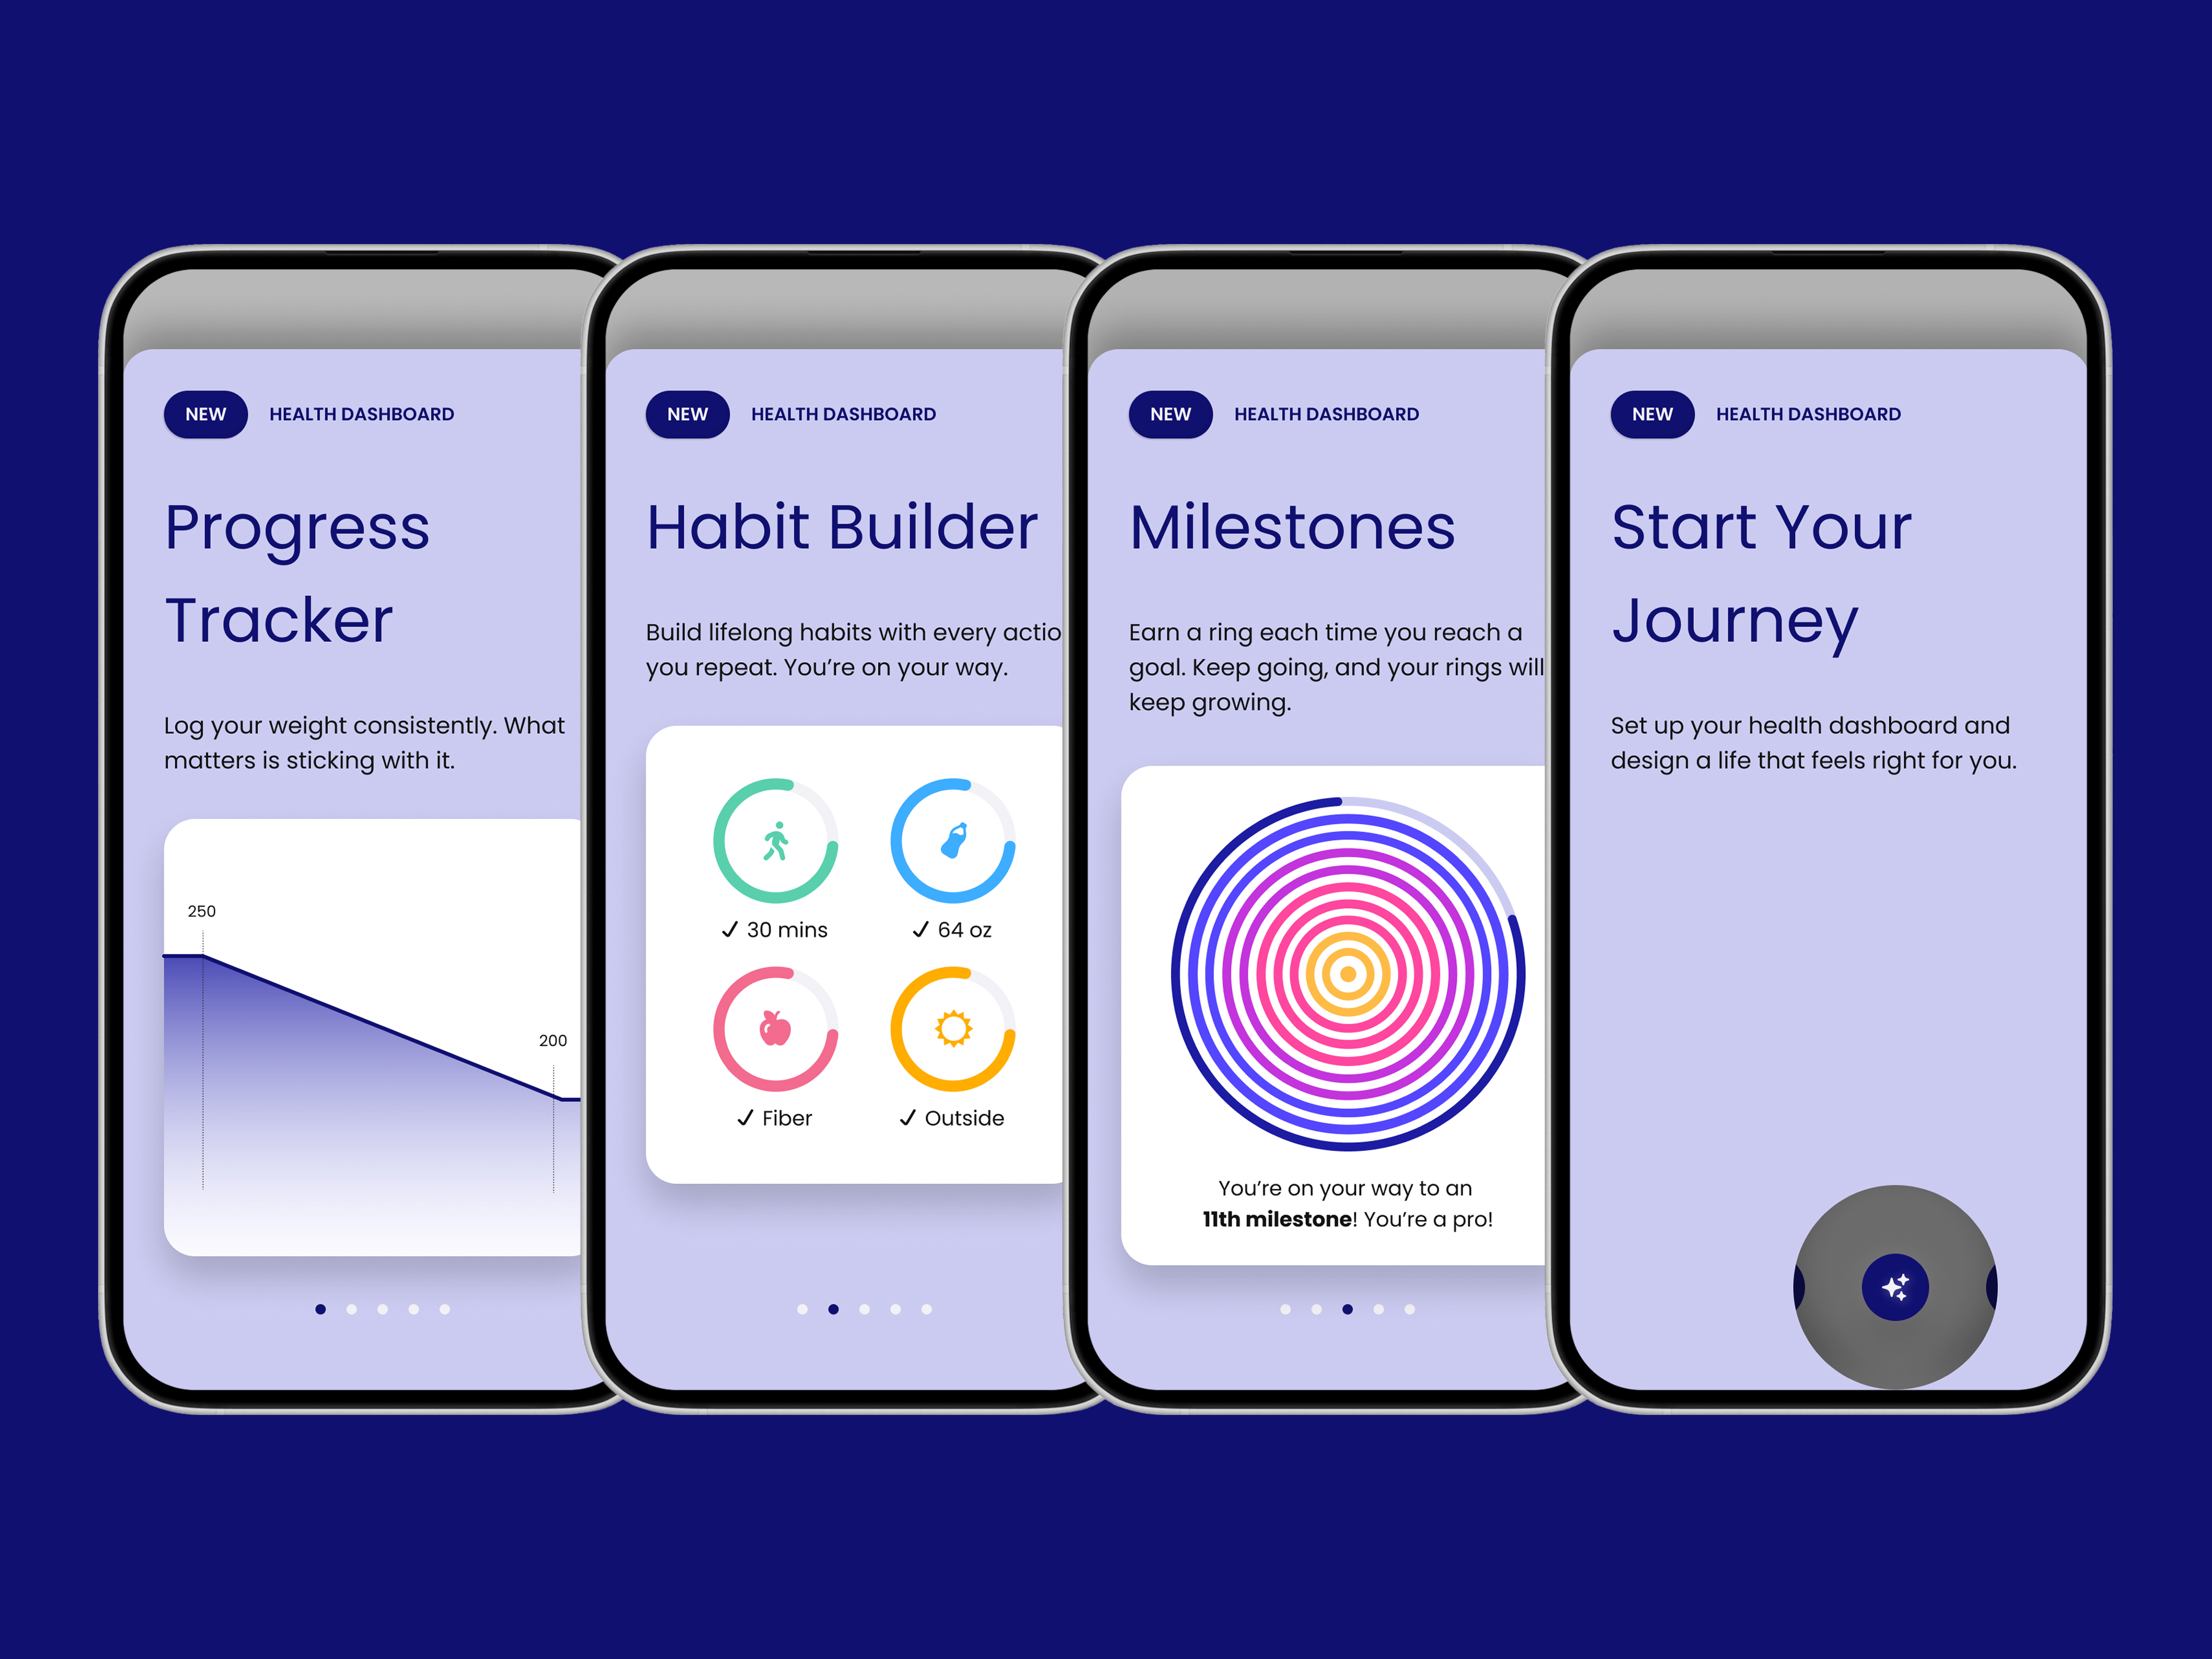 NEW HEALTH DASHBOARD
Progress
Tracker
Log your weight consistently. What
matters is sticking with it.
250
200
NEW HEALTH DASHBOARD
Habit Builder
Build lifelong habits with every actio
you repeat. You’re on your way.
✓ 30 mins
✓ 64 oz
✓ Fiber
✓ Outside
NEW HEALTH DASHBOARD
Milestones
Earn a ring each time you reach a
goal. Keep going, and your rings will
keep growing.
You’re on your way to an
11th milestone! You’re a pro!
NEW HEALTH DASHBOARD
Start Your
Journey
Set up your health dashboard and
design a life that feels right for you.